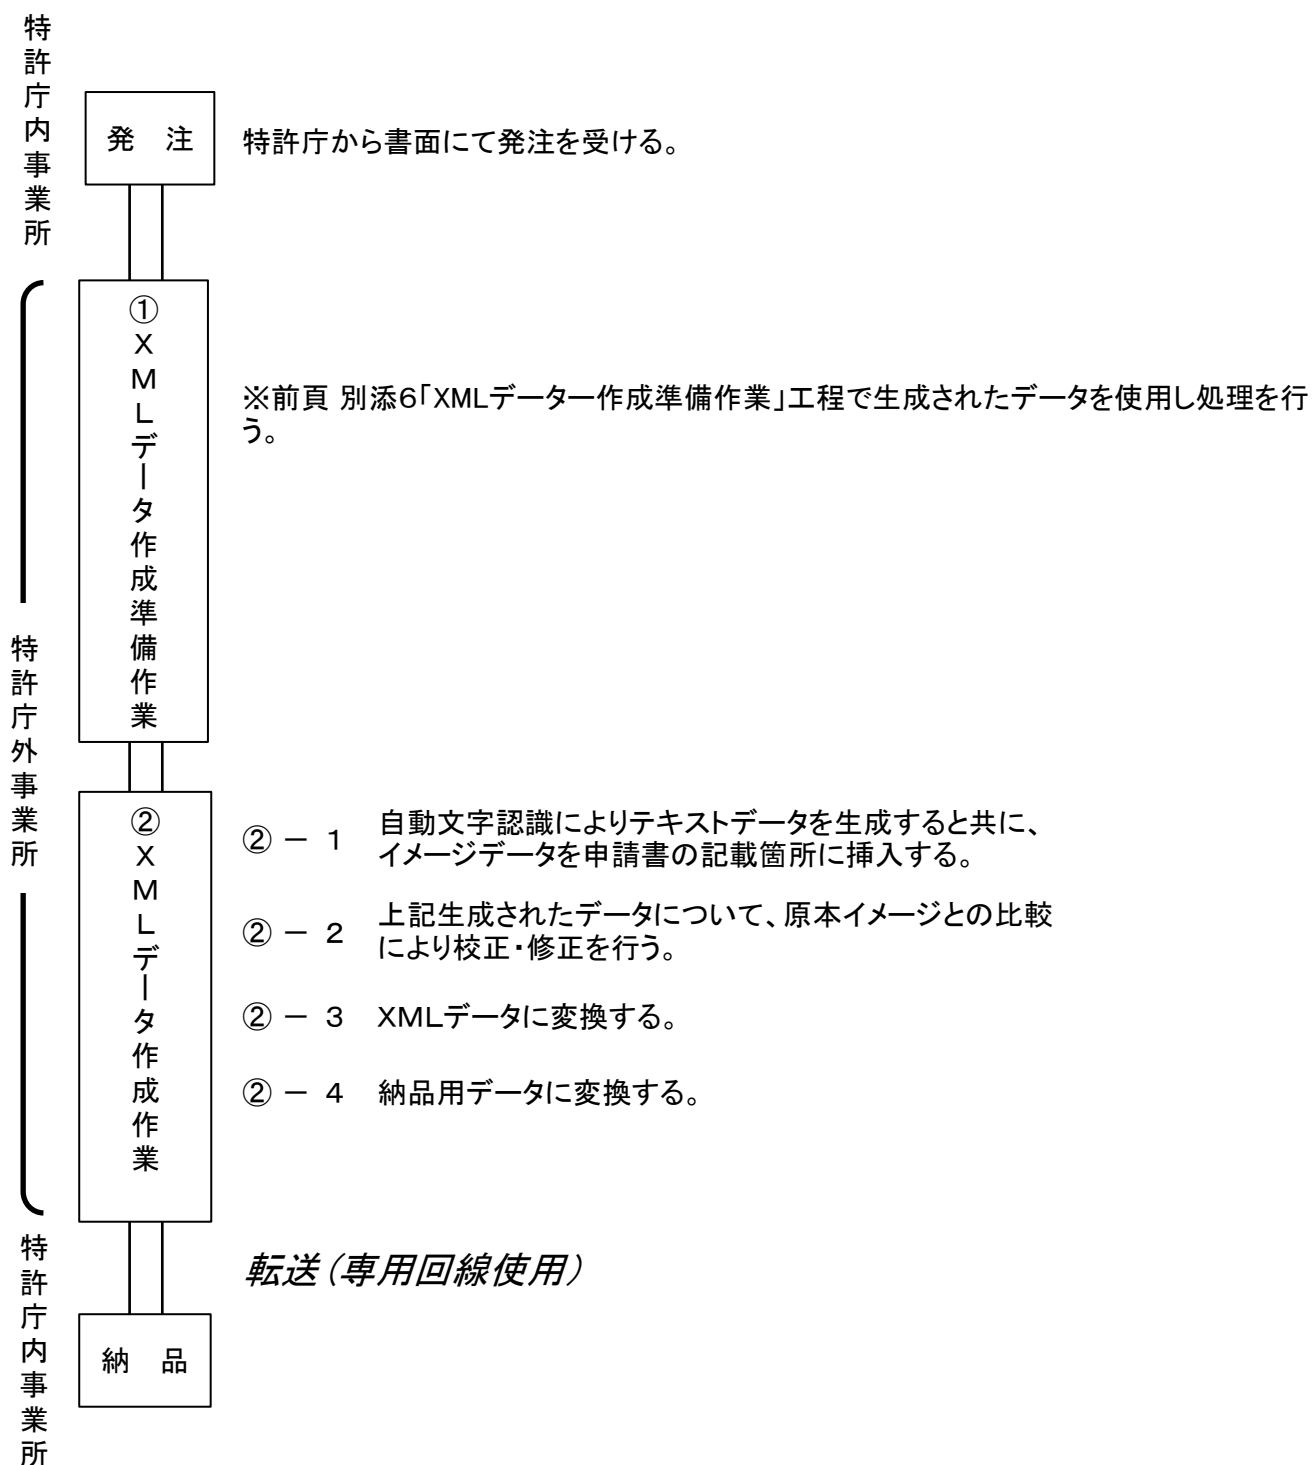 特許庁内事業所
発　注
特許庁から書面にて発注を受ける。
①XMLデータ作成準備作業
※前頁 別添6「XMLデーター作成準備作業」工程で生成されたデータを使用し処理を行
う。
特許庁外事業所
②XMLデータ作成作業
②－１
自動文字認識によりテキストデータを生成すると共に、
イメージデータを申請書の記載箇所に挿入する。
②－２
上記生成されたデータについて、原本イメージとの比較
により校正・修正を行う。
②－３　XMLデータに変換する。
②－４　納品用データに変換する。
転送（専用回線使用）
特許庁内事業所
納　品